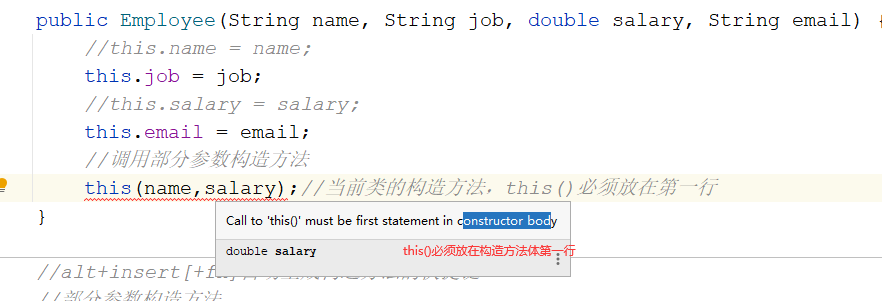 public Employee(String name, String job, double salary, String email) {
//this.name = name;
this.job = job;
//this.salary = salary;
this.email = email;
//调用部分参数构造方法
this(name,salary);//当前类的构造方法，this()必须放在第一行
}
Call to 'this()' must be first statement in constructor body
double salary
this()必须放在构造方法体第一行
//alt+insert[+fn]
//部分参数构造方法